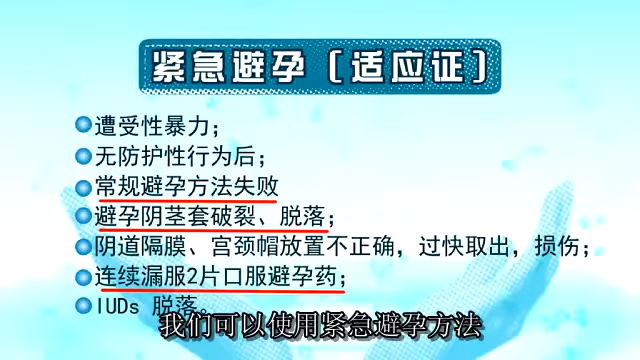 紧急避孕〔适应证〕
遭受性暴力；
无防护性行为后；
常规避孕方法失败
避孕阴茎套破裂、脱落；
阴道隔膜、宫颈帽放置不正确，过快取出，损伤；
连续漏服2片口服避孕药；
IUDs 脱落.
我们可以使用紧急避孕方法